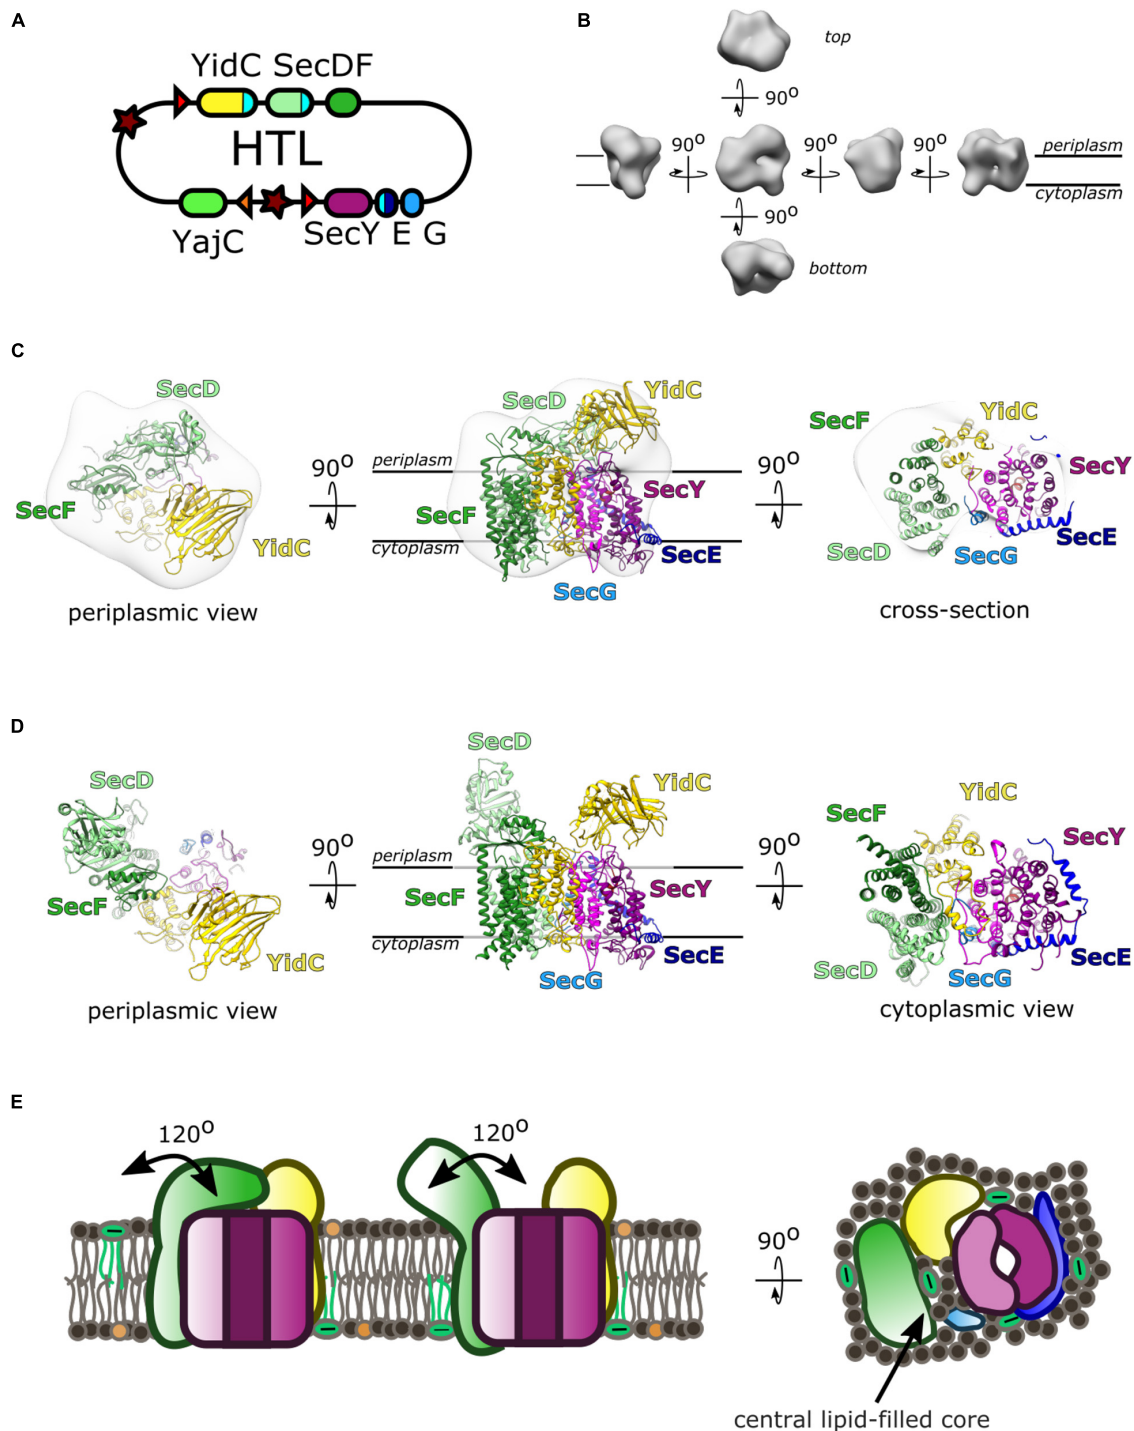 A
YidC SecDF
HTL
YajC
SecY E G
B
top
90°
90° 90° 90°
periplasm
cytoplasm
90°
bottom
C
SecD
SecF
YidC
periplasmic view
90°
SecD
YidC
periplasm
SecY
SecF
cytoplasm
SecE
SecG
90°
SecF
YidC
SecY
SecD
SecG
SecE
cross-section
D
SecD
SecF
YidC
periplasmic view
90°
SecD
YidC
periplasm
SecF
SecY
cytoplasm
SecE
SecG
90°
YidC
SecF
SecY
SecD
SecG
SecE
cytoplasmic view
E
120°
120°
90°
central lipid-filled core